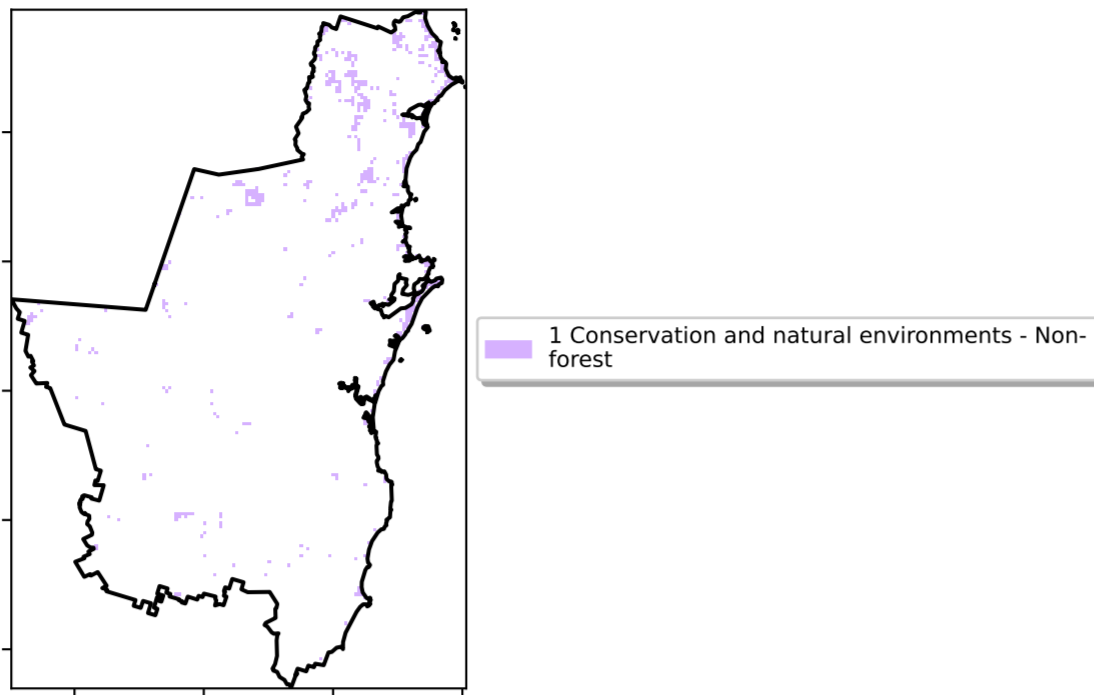 1 Conservation and natural environments - Non-
forest